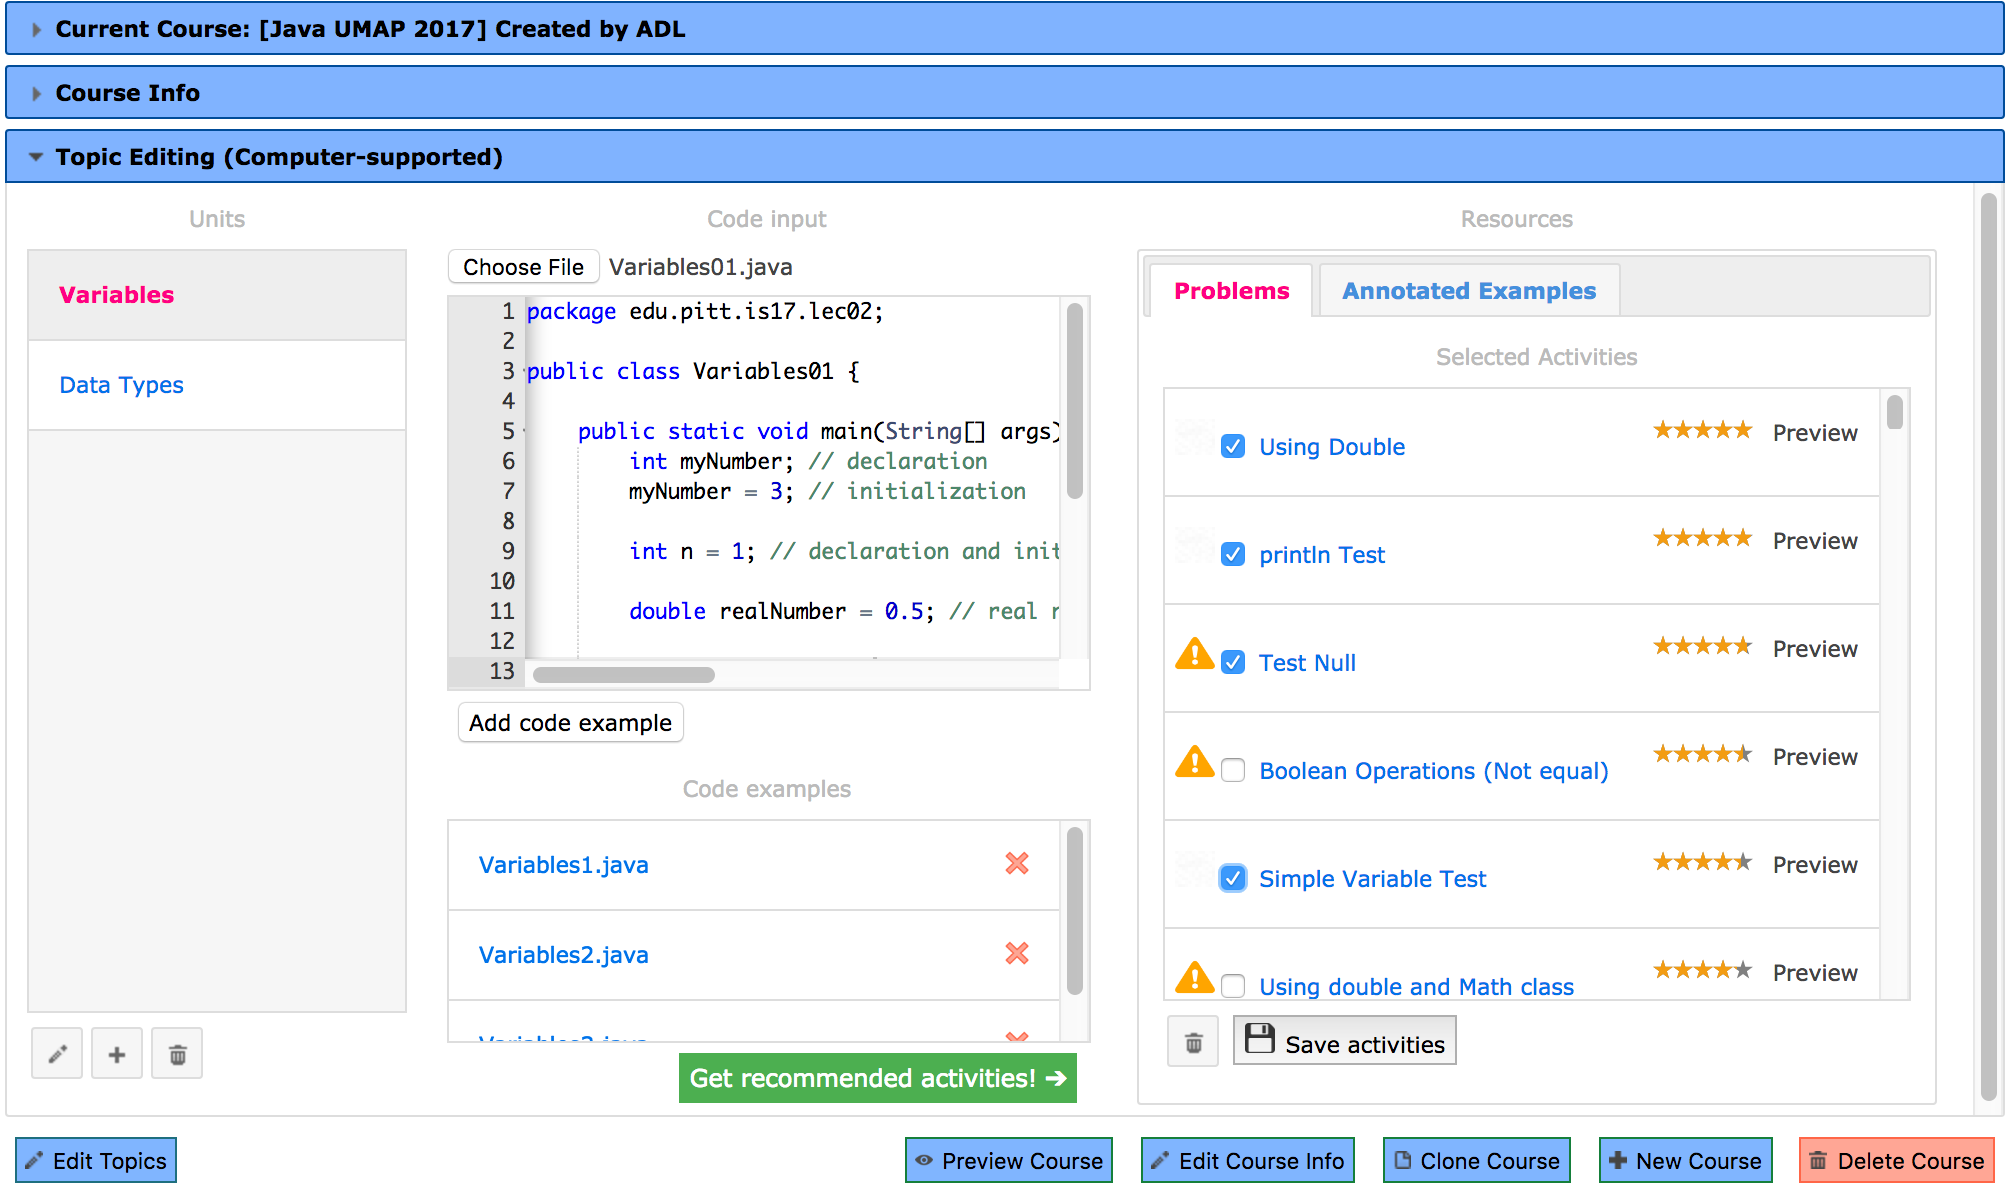 Current Course: [Java UMAP 2017] Created by ADL
Course Info
Topic Editing (Computer-supported)
Units
Variables
Data Types
Code input
Choose File Variables01.java
1 package edu.pitt.is17.lec02;
2
3 public class Variables01 {
4
5 public static void main(String[] args)
6 int myNumber; // declaration
7 myNumber = 3; // initialization
8
9 int n = 1; // declaration and init
10
11 double realNumber = 0.5; // real
12
13
Add code example
Code examples
Variables1.java
Variables2.java
Get recommended activities! ➔
Resources
Problems
Annotated Examples
Selected Activities
Using Double Preview
println Test Preview
Test Null Preview
Boolean Operations (Not equal) Preview
Simple Variable Test Preview
Using double and Math class Preview
Save activities
Edit Topics
Preview Course
Edit Course Info
Clone Course
New Course
Delete Course